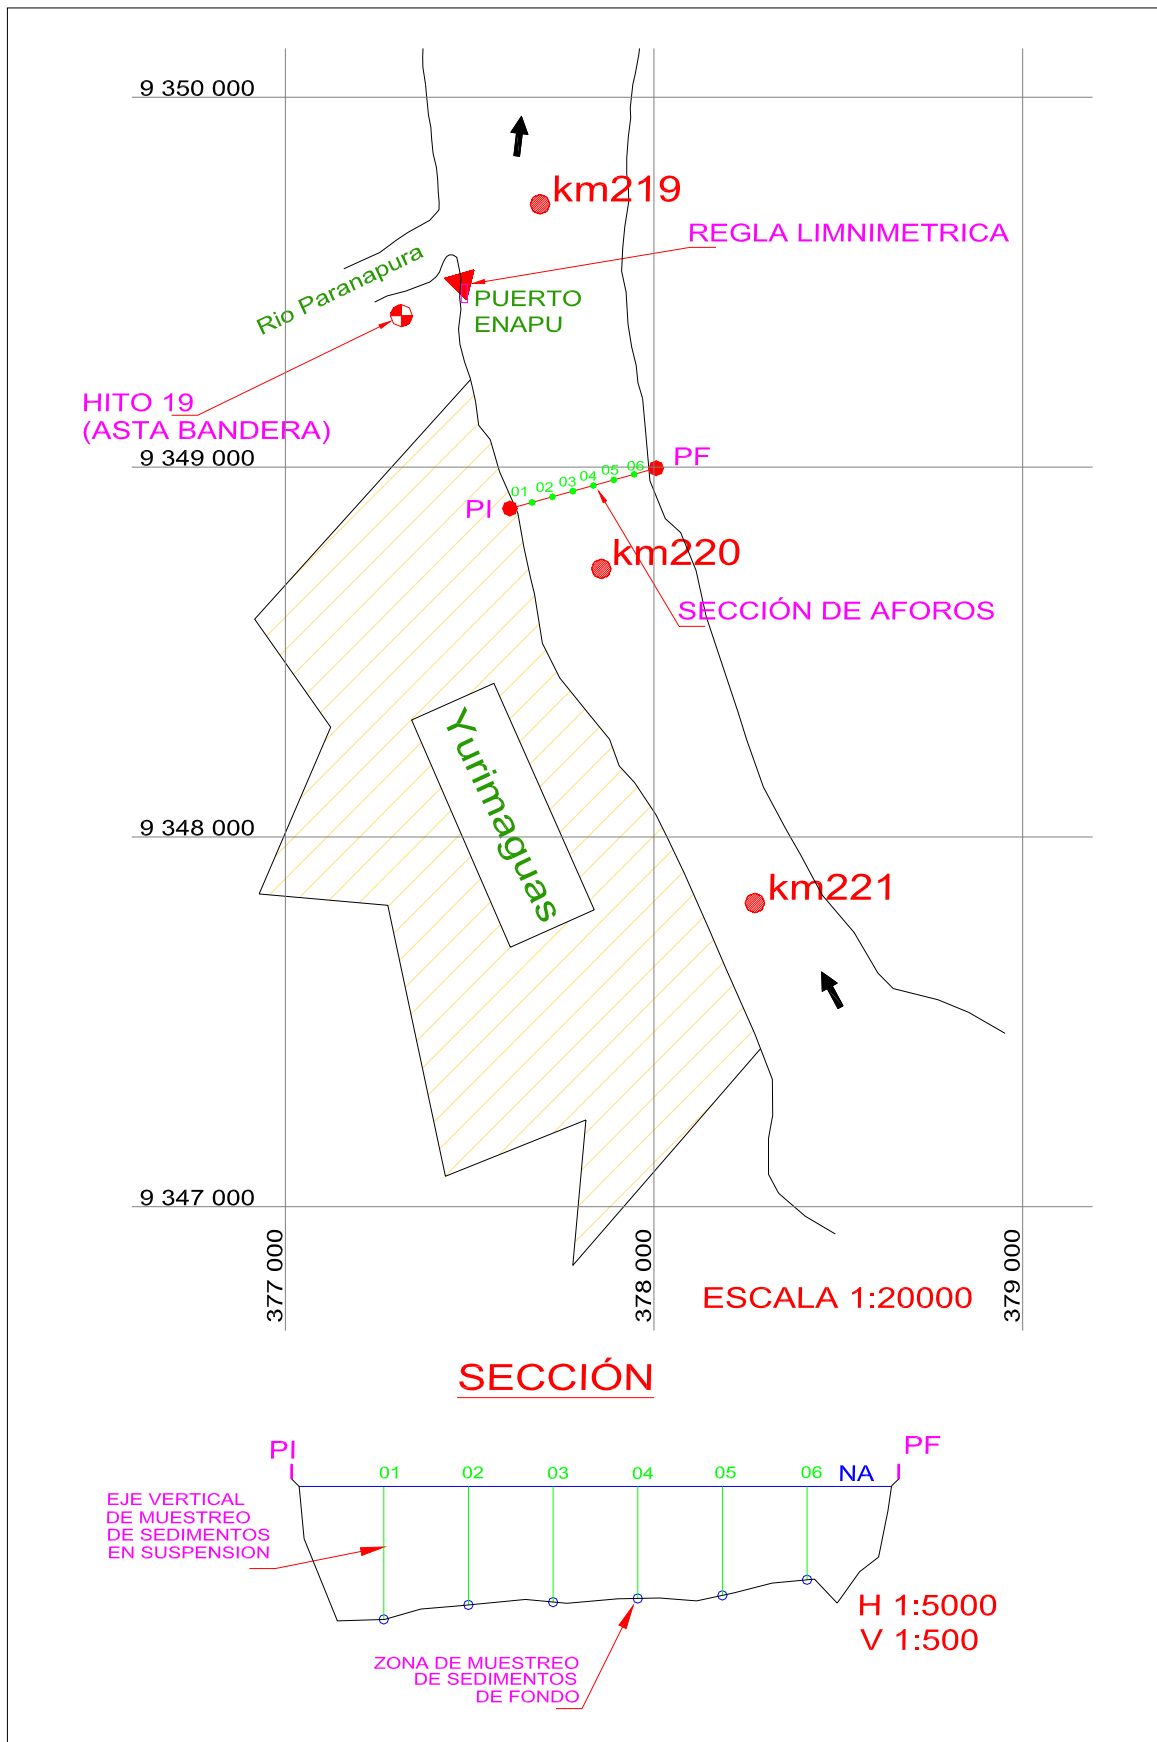 9 350 000
km219
REGLA LIMNIMETRICA
Rio Paranapura
PUERTO
ENAPU
HITO 19
(ASTA BANDERA)
9 349 000
PF
01
02
03
04
05
06
PI
km220
SECCIÓN DE AFOROS
Yurimaguas
9 348 000
km221
9 347 000
377 000
378 000
379 000
ESCALA 1:20000
SECCIÓN
PI
PF
01
02
03
04
05
06
NA
EJE VERTICAL
DE MUESTREO
DE SEDIMENTOS
EN SUSPENSION
H 1:5000
V 1:500
ZONA DE MUESTREO
DE SEDIMENTOS
DE FONDO